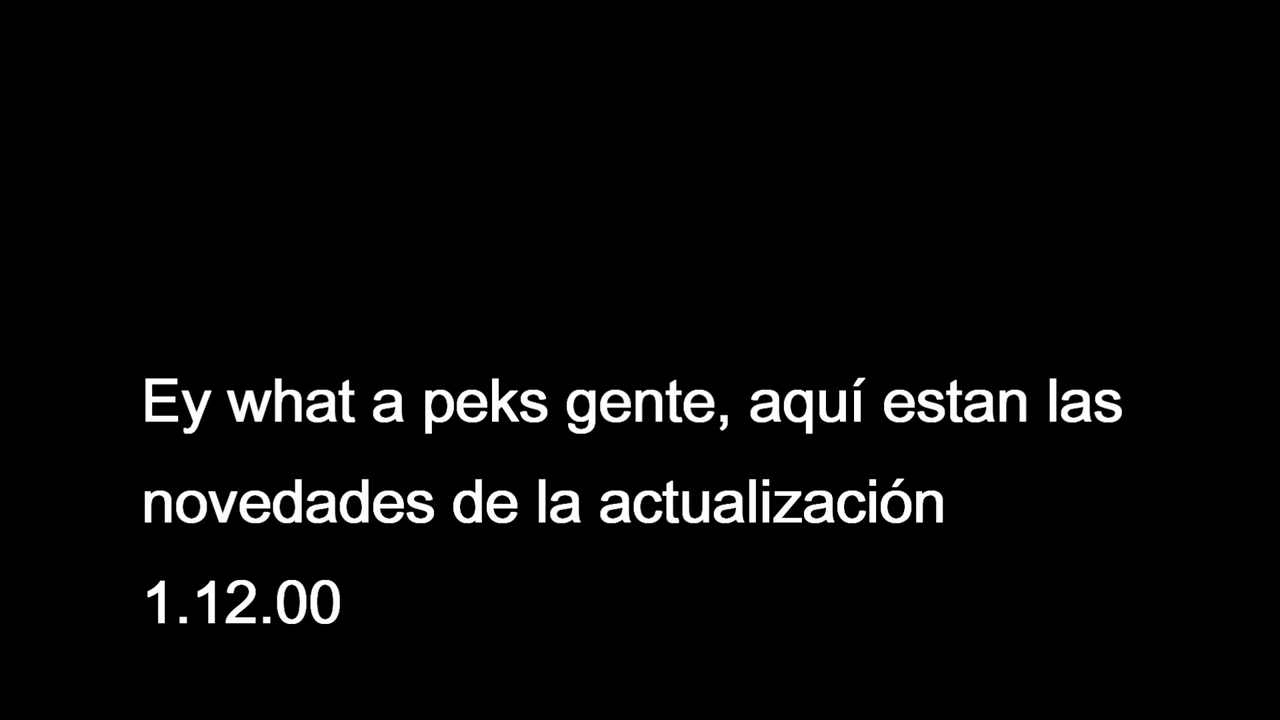 Ey what a peks gente, aquí estan las
novedades de la actualización
1.12.00